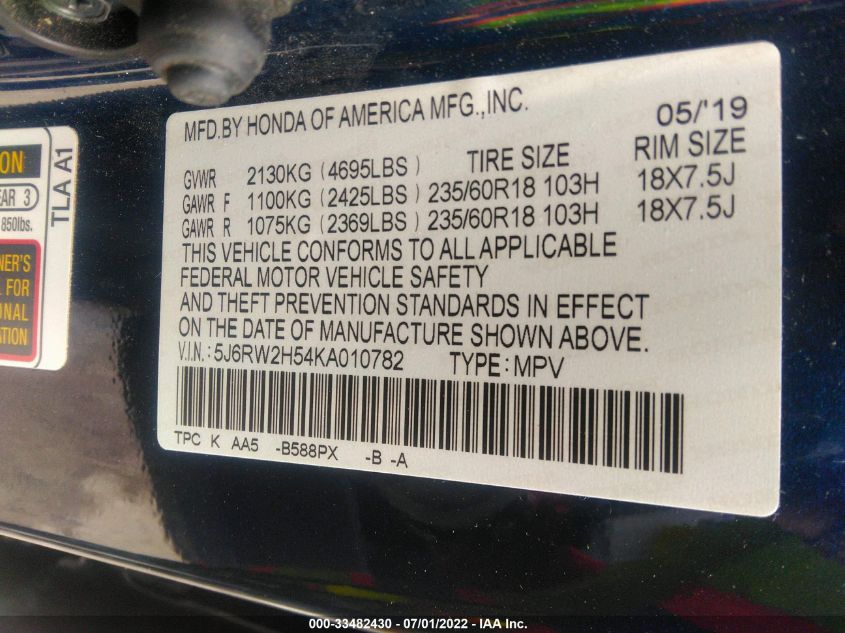 MFD.BY HONDA OF AMERICA MFG.,INC. 05/'19
TIRE SIZE RIM SIZE
GVWR 2130KG (4695LBS)
GAWR F 1100KG (2425LBS) 235/60R18 103H 18X7.5J
GAWR R 1075KG (2369LBS) 235/60R18 103H 18X7.5J
THIS VEHICLE CONFORMS TO ALL APPLICABLE
FEDERAL MOTOR VEHICLE SAFETY
AND THEFT PREVENTION STANDARDS IN EFFECT
ON THE DATE OF MANUFACTURE SHOWN ABOVE.
V.I.N.:5J6RW2H54KA010782 TYPE:MPV
TPC K AA5 -B588PX -B -A
TLA A1
ON
EAR 3
850lbs.
NER'S
L FOR
ONAL
ATION
000-33482430 - 07/01/2022 - IAA Inc.